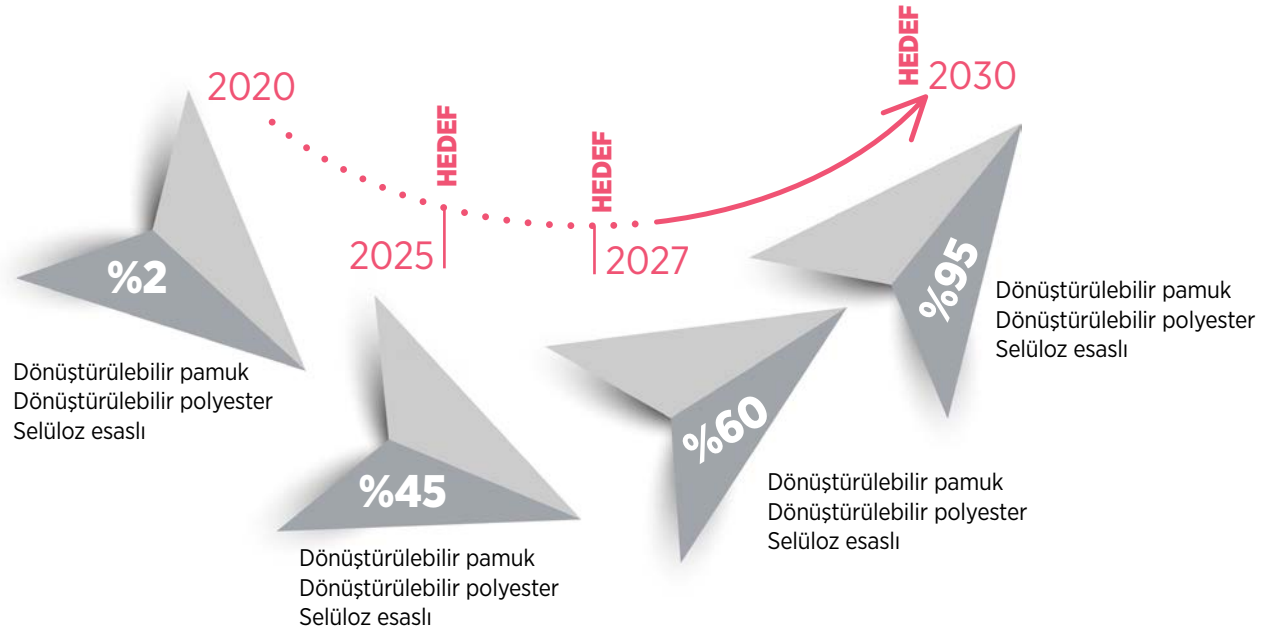 2020
%2
Dönüştürülebilir pamuk
Dönüştürülebilir polyester
Selüloz esaslı
HEDEF
2025
%45
Dönüştürülebilir pamuk
Dönüştürülebilir polyester
Selüloz esaslı
HEDEF
2027
%60
Dönüştürülebilir pamuk
Dönüştürülebilir polyester
Selüloz esaslı
HEDEF
2030
%95
Dönüştürülebilir pamuk
Dönüştürülebilir polyester
Selüloz esaslı